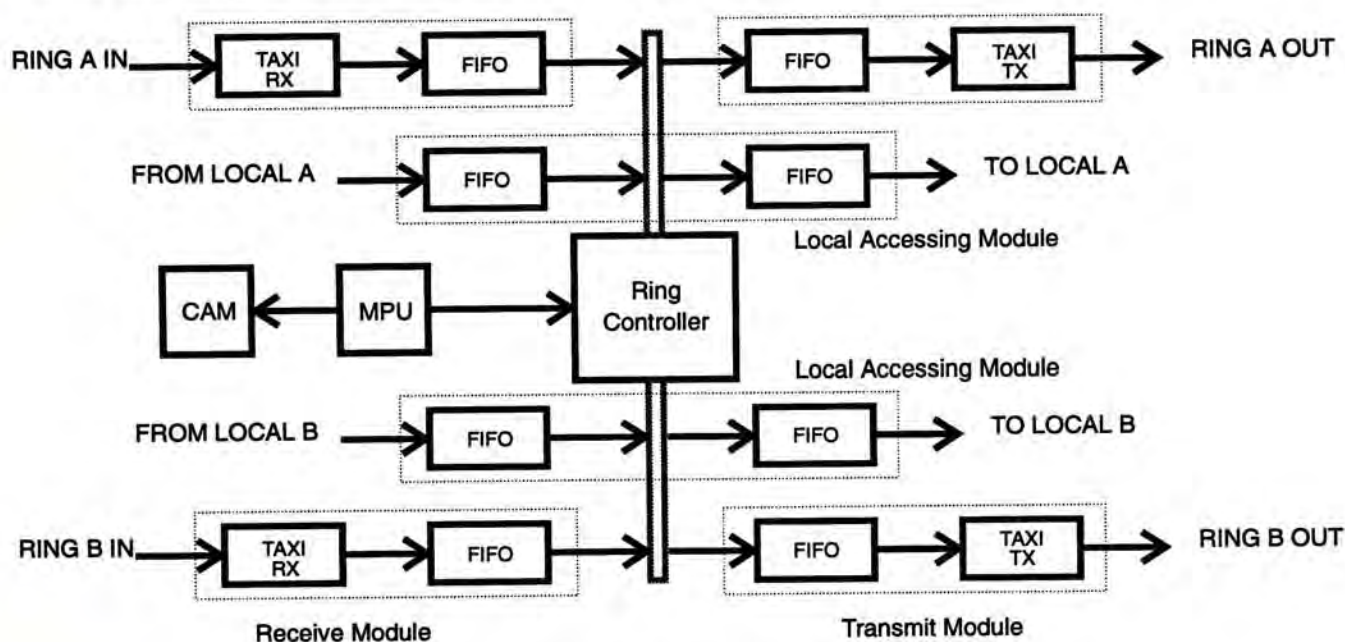 RING A IN
TAXI
RX
FIFO
FIFO
TAXI
TX
RING A OUT
FROM LOCAL A
FIFO
FIFO
TO LOCAL A
Local Accessing Module
CAM
MPU
Ring
Controller
Local Accessing Module
FROM LOCAL B
FIFO
FIFO
TO LOCAL B
RING B IN
TAXI
RX
FIFO
FIFO
TAXI
TX
RING B OUT
Receive Module
Transmit Module